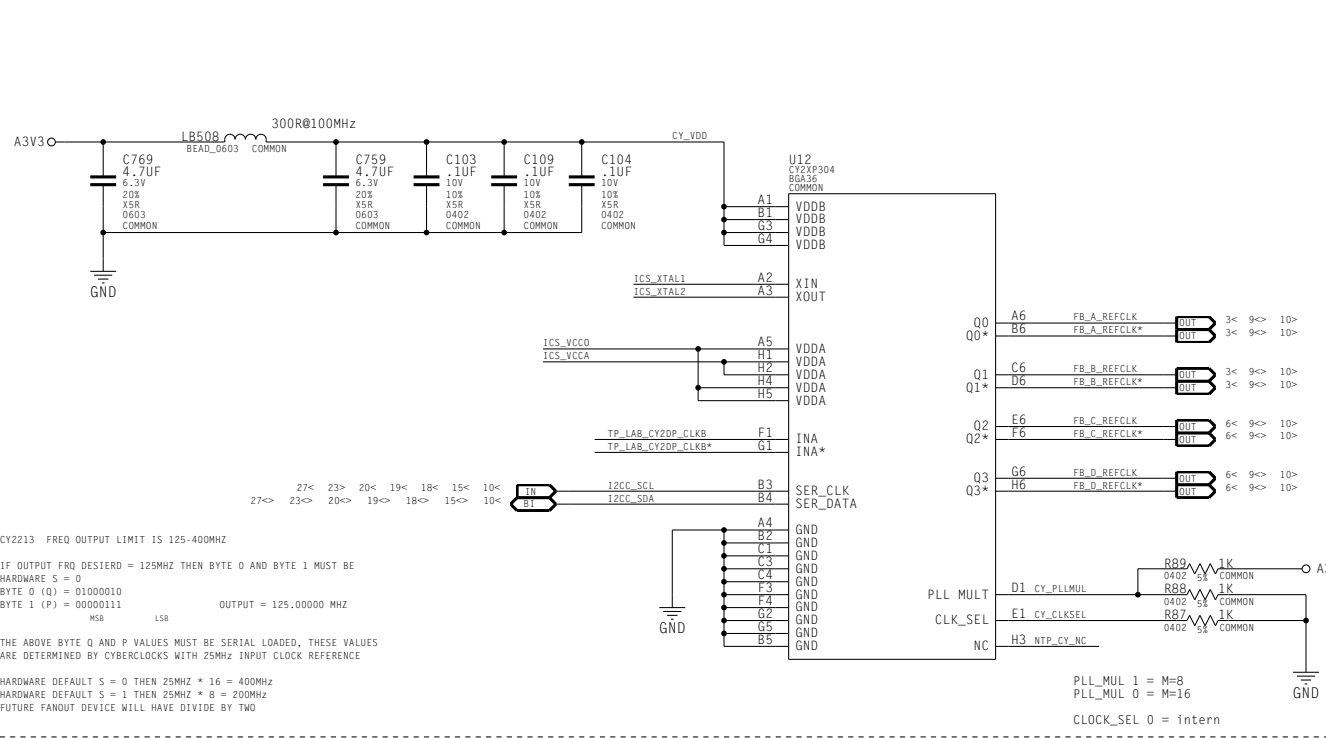 300R@100MHz
A3V3
LB508
BEAD_0603 COMMON
CY_VDD
C769
4.7UF
6.3V
20%
X5R
0603
COMMON
C759
4.7UF
6.3V
20%
X5R
0603
COMMON
C103
.1UF
10V
10%
X5R
0402
COMMON
C109
.1UF
10V
10%
X5R
0402
COMMON
C104
.1UF
10V
10%
X5R
0402
COMMON
GND
U12
CY2XP304
BGA36
COMMON
A1 VDDB
B1 VDDB
G3 VDDB
G4 VDDB
ICS_XTAL1 A2 XIN
ICS_XTAL2 A3 XOUT
ICS_VCCO A5 VDDA
ICS_VCCA H1 VDDA
H2 VDDA
H4 VDDA
H5 VDDA
TP_LAB_CY2DP_CLKB F1 INA
TP_LAB_CY2DP_CLKB* G1 INA*
27< 23> 20< 19< 18< 15< 10< IN I2CC_SCL B3 SER_CLK
27<> 23<> 20<> 19<> 18<> 15<> 10< BI I2CC_SDA B4 SER_DATA
A4 GND
B2 GND
C1 GND
C3 GND
C4 GND
F3 GND
F4 GND
G2 GND
G5 GND
B5 GND
GND
Q0 A6 FB_A_REFCLK OUT 3< 9<> 10>
Q0* B6 FB_A_REFCLK* OUT 3< 9<> 10>
Q1 C6 FB_B_REFCLK OUT 3< 9<> 10>
Q1* D6 FB_B_REFCLK* OUT 3< 9<> 10>
Q2 E6 FB_C_REFCLK OUT 6< 9<> 10>
Q2* F6 FB_C_REFCLK* OUT 6< 9<> 10>
Q3 G6 FB_D_REFCLK OUT 6< 9<> 10>
Q3* H6 FB_D_REFCLK* OUT 6< 9<> 10>
R89 1K
0402 5% COMMON
PLL MULT D1 CY_PLLMUL R88 1K
0402 5% COMMON
CLK_SEL E1 CY_CLKSEL R87 1K
0402 5% COMMON
NC H3 NTP_CY_NC
GND
PLL_MUL 1 = M=8
PLL_MUL 0 = M=16
CLOCK_SEL 0 = intern
CY2213 FREQ OUTPUT LIMIT IS 125-400MHZ
IF OUTPUT FRQ DESIERD = 125MHZ THEN BYTE 0 AND BYTE 1 MUST BE
HARDWARE S = 0
BYTE 0 (Q) = 01000010
BYTE 1 (P) = 00000111 OUTPUT = 125.00000 MHZ
MSB LSB
THE ABOVE BYTE Q AND P VALUES MUST BE SERIAL LOADED, THESE VALUES
ARE DETERMINED BY CYBERCLOCKS WITH 25MHz INPUT CLOCK REFERENCE
HARDWARE DEFAULT S = 0 THEN 25MHZ * 16 = 400MHz
HARDWARE DEFAULT S = 1 THEN 25MHZ * 8 = 200MHz
FUTURE FANOUT DEVICE WILL HAVE DIVIDE BY TWO